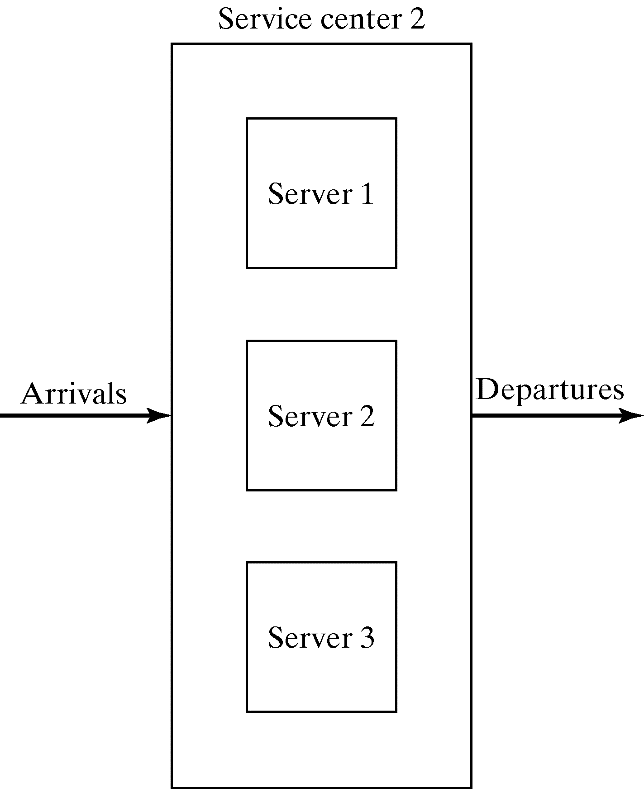 Service center 2
Server 1
Arrivals
Server 2
Departures
Server 3